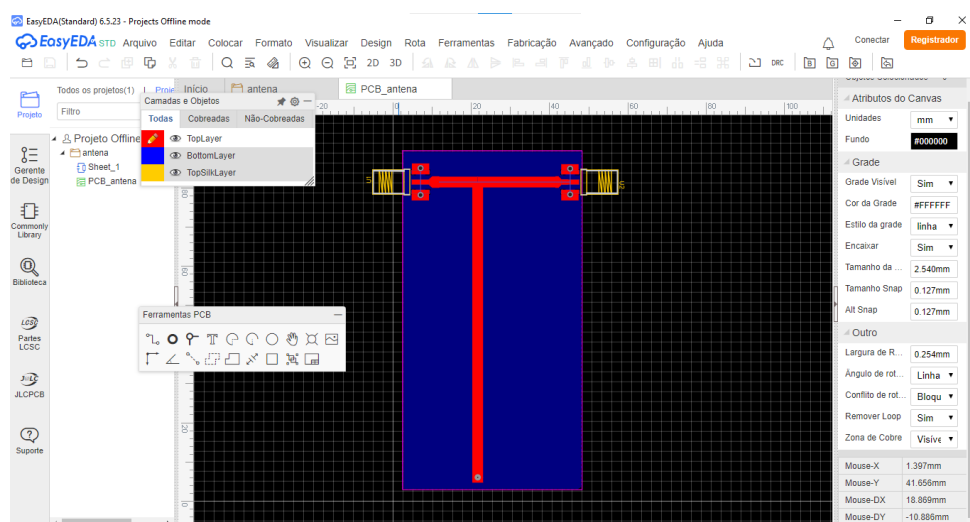 EasyEDA(Standard) 6.5.23 - Projects Offline mode
EasyEDA STD Arquivo Editar Colocar Formato Visualizar Design Rota Ferramentas Fabricação Avançado Configuração Ajuda Conectar Registrador
2D 3D DRC B G
Todos os projetos(1) Início antena PCB_antena
Camadas e Objetos
Filtro
Todas Cobreadas Não-Cobreadas
TopLayer
BottomLayer
TopSilkLayer
Projeto Offline
antena
Sheet_1
PCB_antena
Projeto
Gerente de Design
Commonly Library
Biblioteca
LCSC
Partes LCSC
JLCPCB
Suporte
Ferramentas PCB
-20 0 20 40 60 80 100
80
60
20
0
Atributos do Canvas
Unidades mm
Fundo #000000
Grade
Grade Visível Sim
Cor da Grade #FFFFFF
Estilo da grade linha
Encaixar Sim
Tamanho da ... 2.540mm
Tamanho Snap 0.127mm
Alt Snap 0.127mm
Outro
Largura de R... 0.254mm
Ângulo de rot... Linha
Conflito de rot... Bloqu
Remover Loop Sim
Zona de Cobre Visíve
Mouse-X 1.397mm
Mouse-Y 41.656mm
Mouse-DX 18.869mm
Mouse-DY -10.886mm